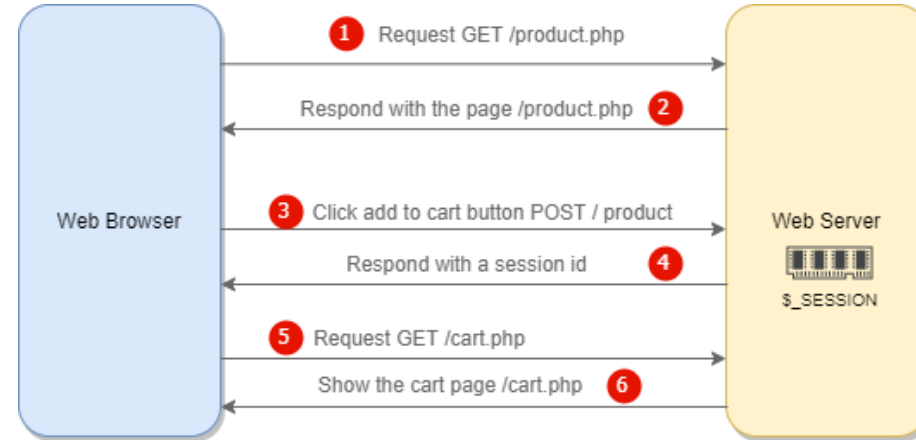 1 Request GET /product.php
Respond with the page /product.php 2
Web Browser
3 Click add to cart button POST / product
Web Server
Respond with a session id 4
$_SESSION
5 Request GET /cart.php
Show the cart page /cart.php 6